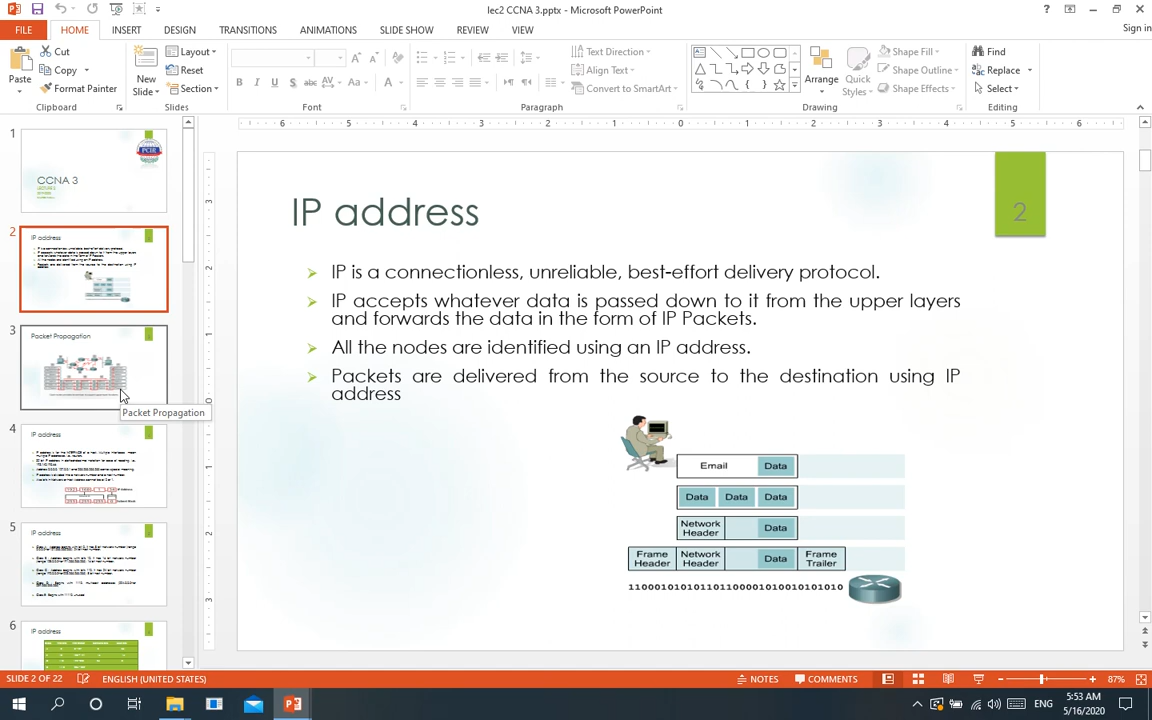 lec2 CCNA 3.pptx - Microsoft PowerPoint
Sign in
FILE HOME INSERT DESIGN TRANSITIONS ANIMATIONS SLIDE SHOW REVIEW VIEW
Paste
Cut
Copy
Format Painter
Clipboard
New Slide
Layout
Reset
Section
Slides
Font
Text Direction
Align Text
Convert to SmartArt
Paragraph
Arrange
Quick Styles
Shape Fill
Shape Outline
Shape Effects
Drawing
Find
Replace
Select
Editing
1
CCNA 3
2
IP address
3
Packet Propagation
Packet Propagation
4
IP address
5
IP address
6
IP address
2
IP address
IP is a connectionless, unreliable, best-effort delivery protocol.
IP accepts whatever data is passed down to it from the upper layers
and forwards the data in the form of IP Packets.
All the nodes are identified using an IP address.
Packets are delivered from the source to the destination using IP
address
Email Data
Data Data Data
Network Header Data
Frame Header Network Header Data Frame Trailer
SLIDE 2 OF 22 ENGLISH (UNITED STATES) NOTES COMMENTS 87%
ENG
5:53 AM
5/16/2020